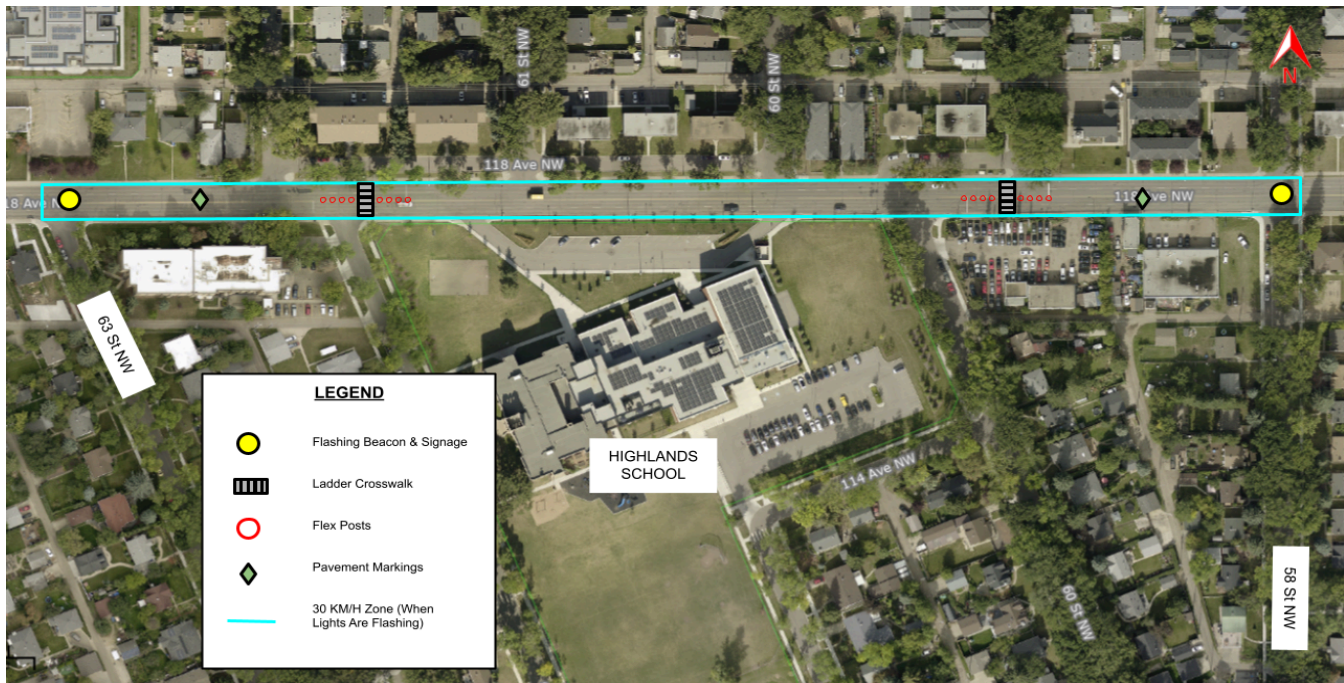 61 St NW
60 St NW
N
118 Ave NW
18 Ave N
118 Ave NW
63 St NW
LEGEND
Flashing Beacon & Signage
Ladder Crosswalk
Flex Posts
Pavement Markings
30 KM/H Zone (When
Lights Are Flashing)
HIGHLANDS
SCHOOL
114 Ave NW
60 St NW
58 St NW